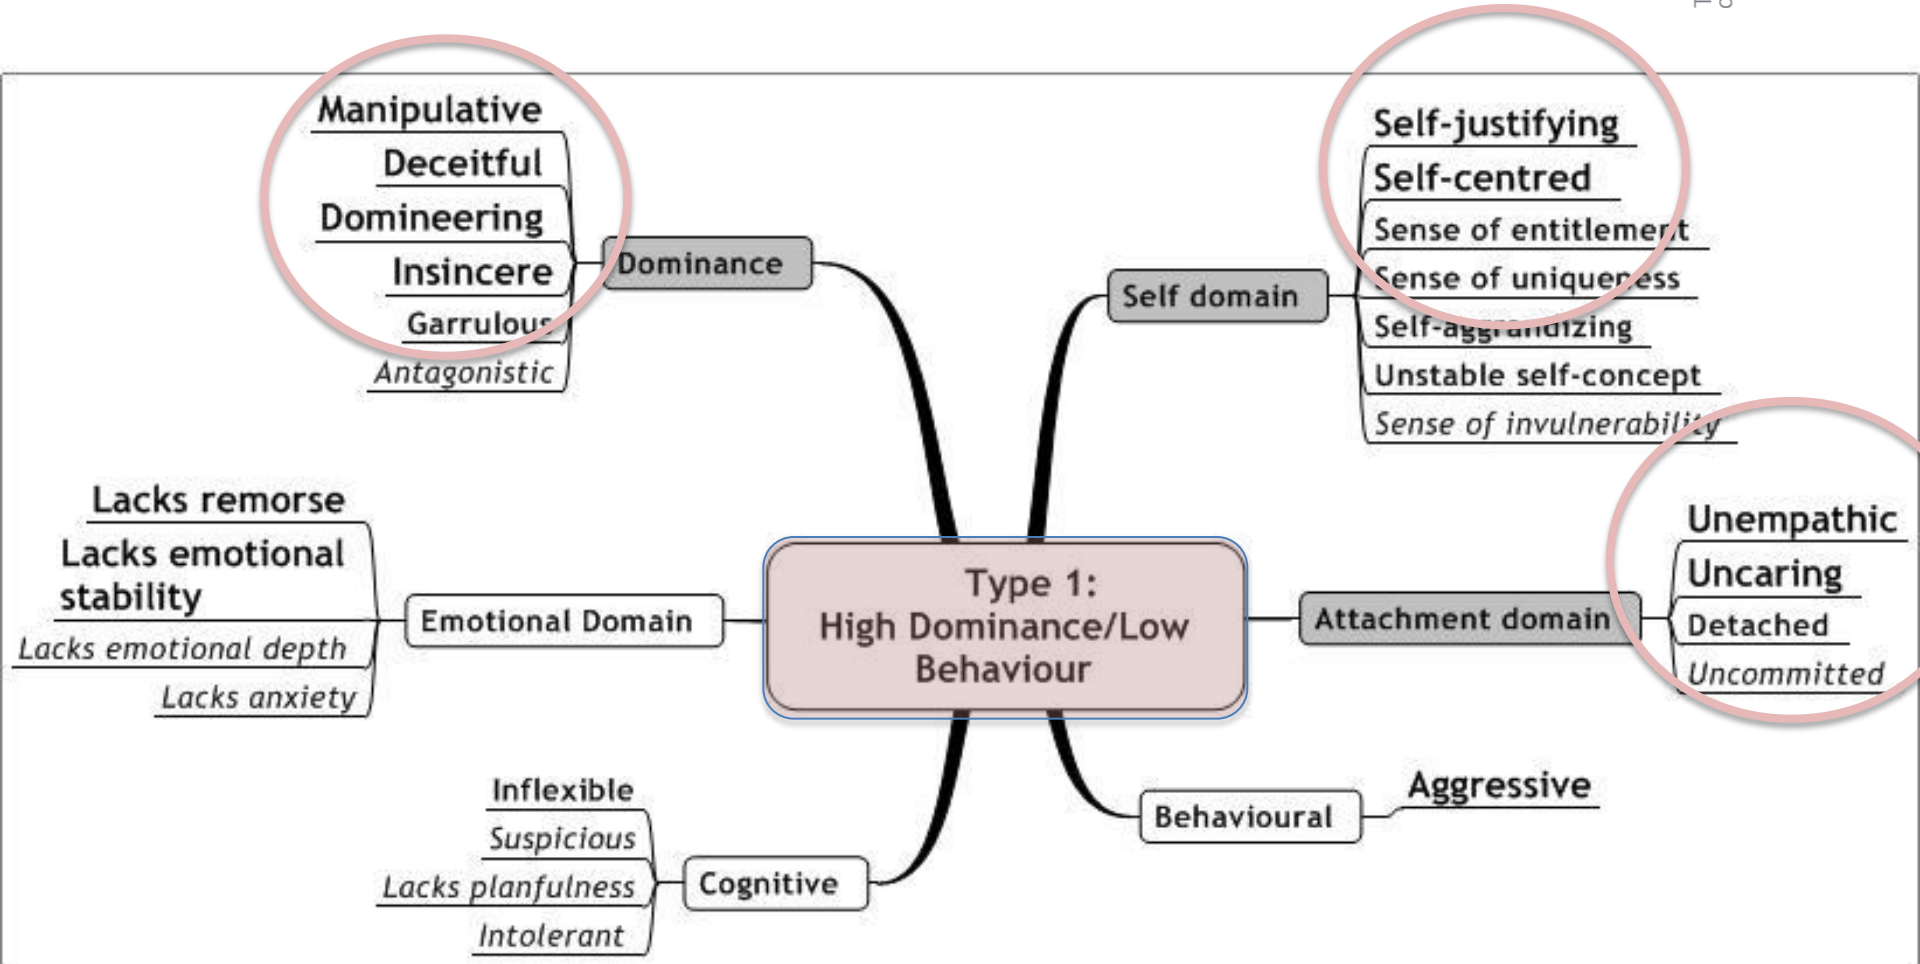 Manipulative
Deceitful
Domineering
Insincere
Garrulous
Antagonistic
Dominance
Self domain
Self-justifying
Self-centred
Sense of entitlement
Sense of uniqueness
Self-aggrandizing
Unstable self-concept
Sense of invulnerability
Lacks remorse
Lacks emotional
stability
Lacks emotional depth
Lacks anxiety
Emotional Domain
Type 1:
High Dominance/Low
Behaviour
Attachment domain
Unempathic
Uncaring
Detached
Uncommitted
Inflexible
Suspicious
Lacks planfulness
Intolerant
Cognitive
Behavioural
Aggressive